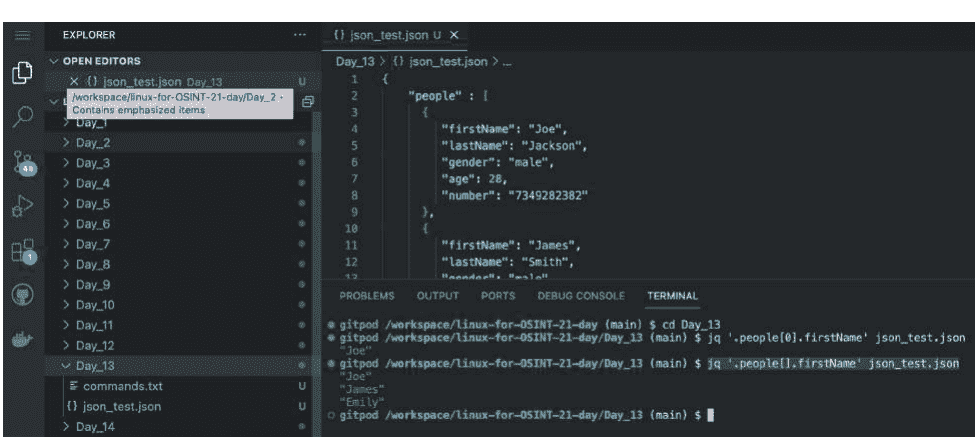 EXPLORER ...
OPEN EDITORS
{} json_test.json Day_13 U
/workspace/linux-for-OSINT-21-day/Day_2 •
Contains emphasized items
> Day_1
> Day_2
> Day_3
> Day_4
> Day_5
> Day_6
> Day_7
> Day_8
> Day_9
> Day_10
> Day_11
> Day_12
Day_13
commands.txt U
{} json_test.json U
> Day_14
48
1
{} json_test.json U
Day_13 > {} json_test.json > ...
1 {
2 "people" : [
3 {
4 "firstName": "Joe",
5 "lastName": "Jackson",
6 "gender": "male",
7 "age": 28,
8 "number": "7349282382"
9 },
10 {
11 "firstName": "James",
12 "lastName": "Smith",
13 "gender": "male"
PROBLEMS OUTPUT PORTS DEBUG CONSOLE TERMINAL
gitpod /workspace/linux-for-OSINT-21-day (main) $ cd Day_13
gitpod /workspace/linux-for-OSINT-21-day/Day_13 (main) $ jq '.people[0].firstName' json_test.json
"Joe"
gitpod /workspace/linux-for-OSINT-21-day/Day_13 (main) $ jq '.people[].firstName' json_test.json
"Joe"
"James"
"Emily"
gitpod /workspace/linux-for-OSINT-21-day/Day_13 (main) $